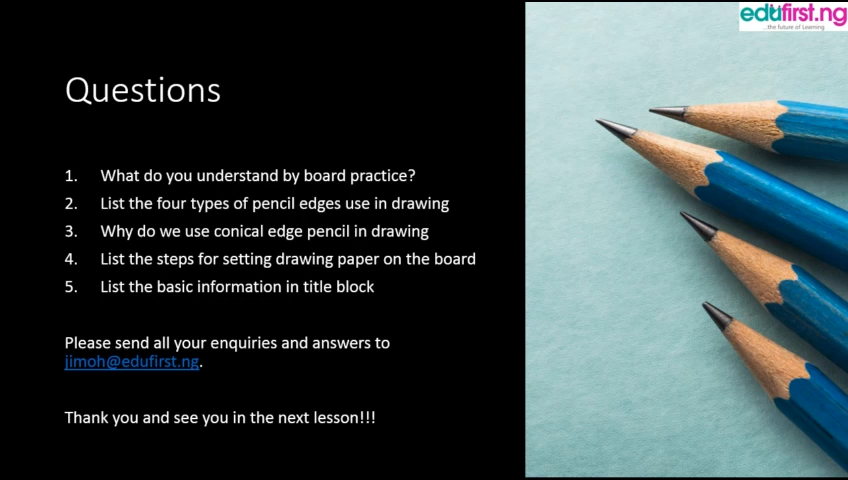 edufirst.ng
...the future of Learning
Questions
1. What do you understand by board practice?
2. List the four types of pencil edges use in drawing
3. Why do we use conical edge pencil in drawing
4. List the steps for setting drawing paper on the board
5. List the basic information in title block
Please send all your enquiries and answers to
jimoh@edufirst.ng.
Thank you and see you in the next lesson!!!